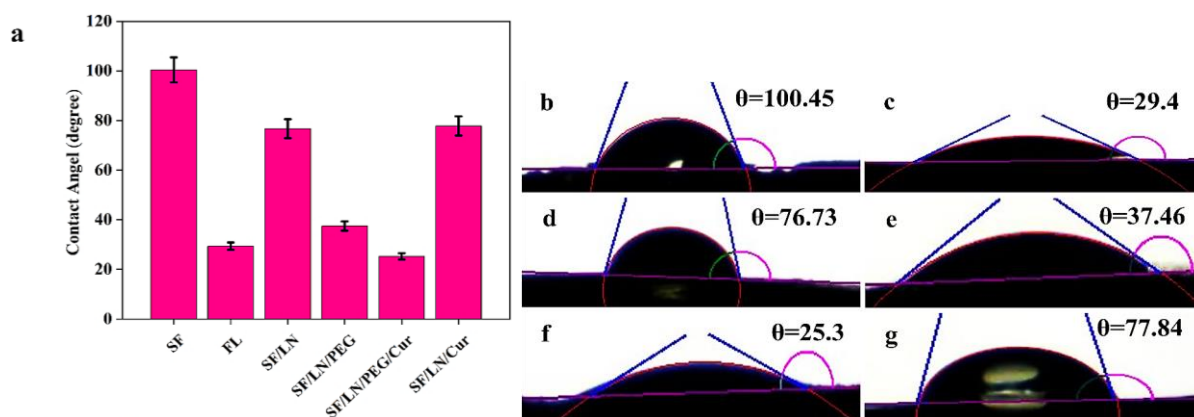 a
120
100
80
60
40
20
0
Contact Angel (degree)
SF
FL
SF/LN
SF/LN/PEG
SF/LN/PEG/Cur
SF/LN/Cur
b θ=100.45
c θ=29.4
d θ=76.73
e θ=37.46
f θ=25.3
g θ=77.84